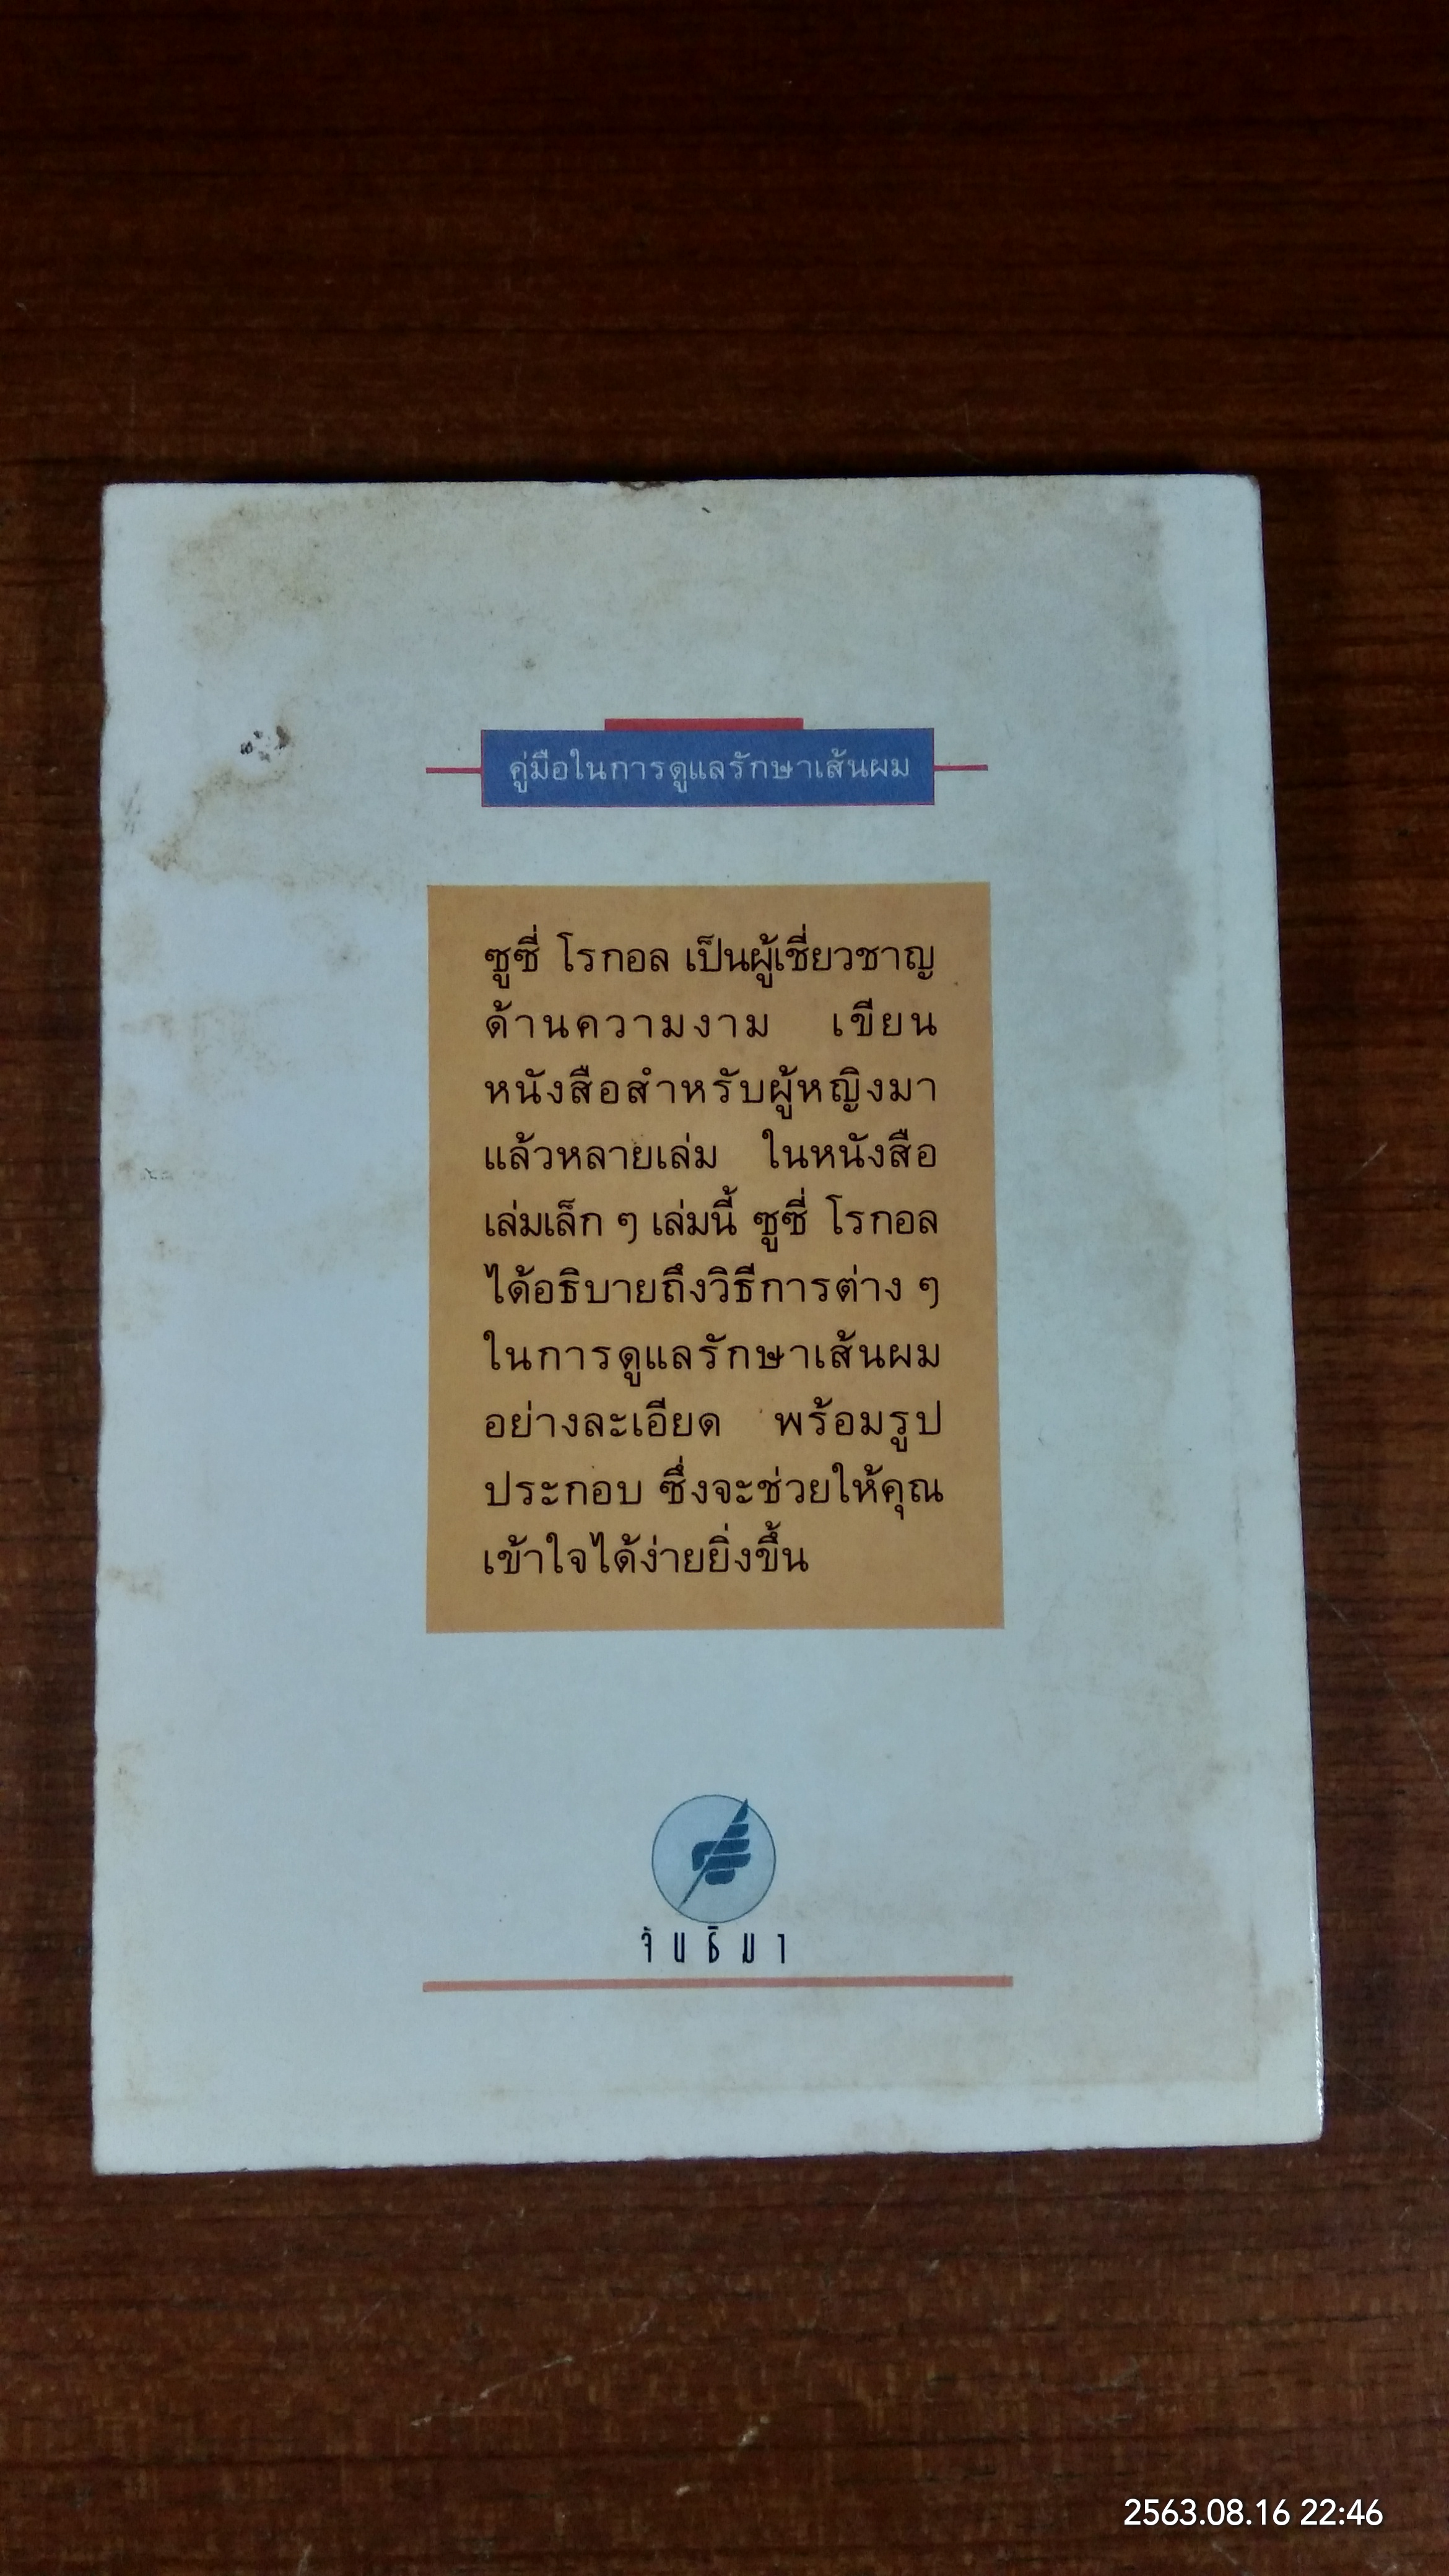 คู่มือในการดูแลรักษาเส้นผม
ซูซี่ โรกอล เป็นผู้เชี่ยวชาญ
ด้านความงาม เขียน
หนังสือสำหรับผู้หญิงมา
แล้วหลายเล่ม ในหนังสือ
เล่มเล็ก ๆ เล่มนี้ ซูซี่ โรกอล
ได้อธิบายถึงวิธีการต่าง ๆ
ในการดูแลรักษาเส้นผม
อย่างละเอียด พร้อมรูป
ประกอบ ซึ่งจะช่วยให้คุณ
เข้าใจได้ง่ายยิ่งขึ้น
จันธิมา
2563.08.16 22:46